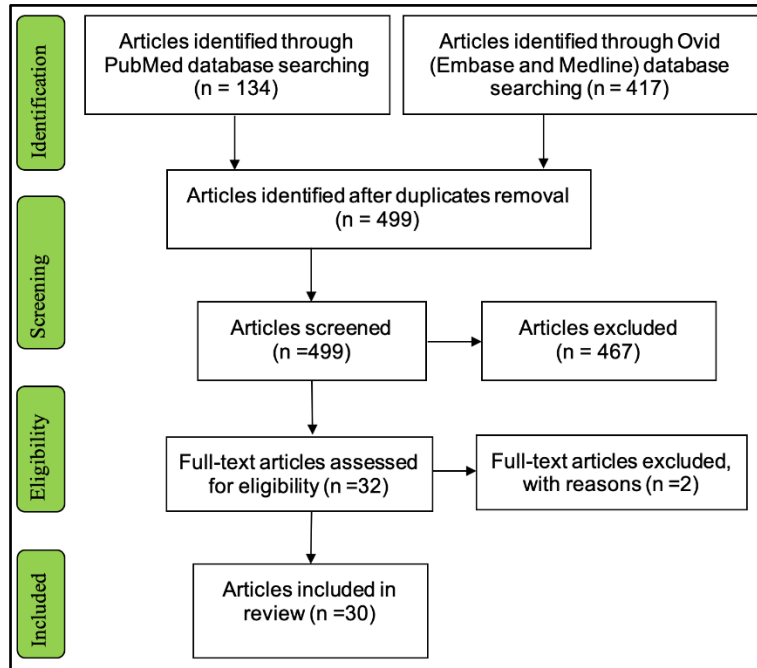 Identification
Articles identified through
PubMed database searching
(n = 134)
Articles identified through Ovid
(Embase and Medline) database
searching (n = 417)
Articles identified after duplicates removal
(n = 499)
Screening
Articles screened
(n =499)
Articles excluded
(n = 467)
Eligibility
Full-text articles assessed
for eligibility (n =32)
Full-text articles excluded,
with reasons (n =2)
Included
Articles included in
review (n =30)